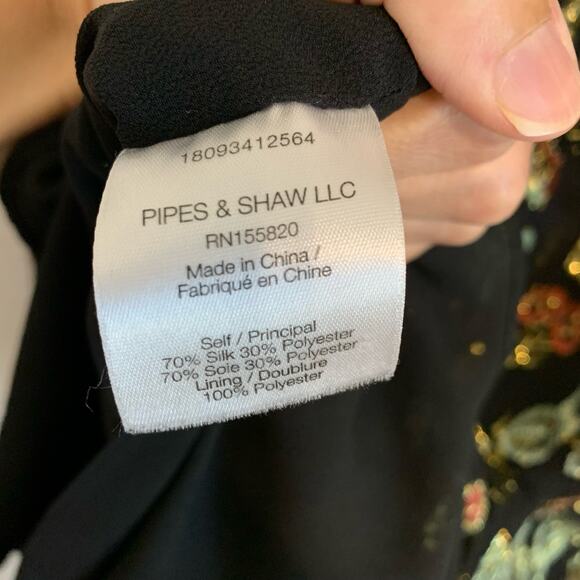 18093412564
PIPES & SHAW LLC
RN155820
Made in China /
Fabriqué en Chine
Self / Principal
70% Silk 30% Polyester
70% Soie 30% Polyester
Lining / Doublure
100% Polyester